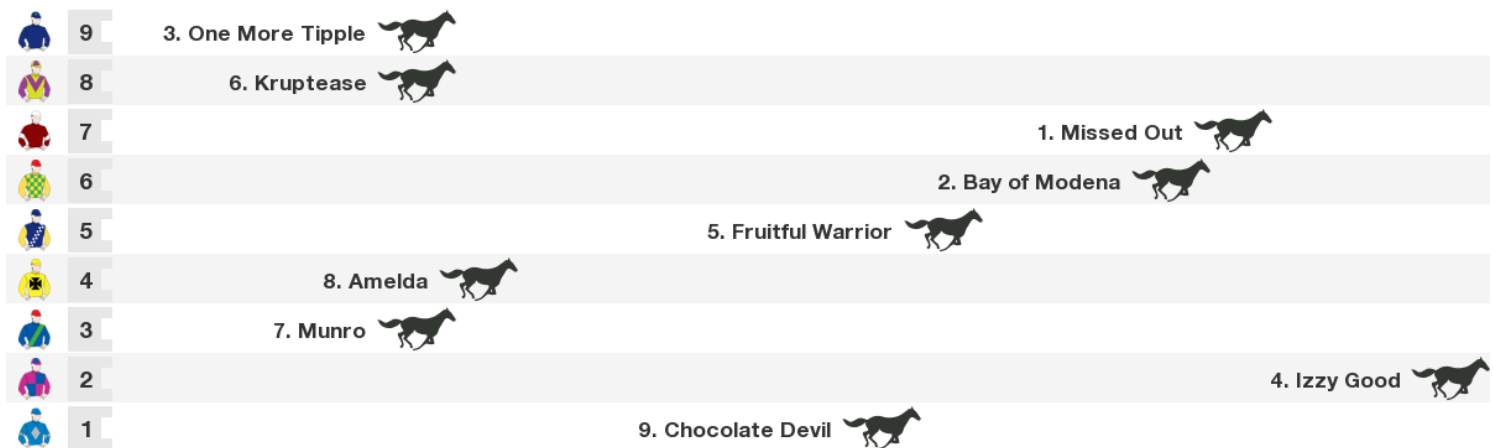 9 3. One More Tipple
8 6. Kruptease
7 1. Missed Out
6 2. Bay of Modena
5 5. Fruitful Warrior
4 8. Amelda
3 7. Munro
2 4. Izzy Good
1 9. Chocolate Devil